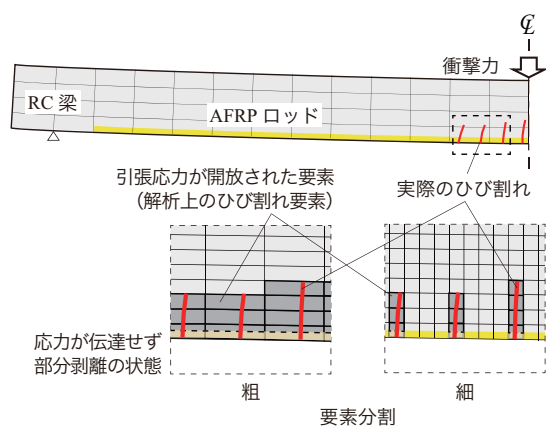 ℄
衝撃力
RC 梁
AFRP ロッド
引張応力が開放された要素
（解析上のひび割れ要素）
実際のひび割れ
応力が伝達せず
部分剥離の状態
粗
細
要素分割